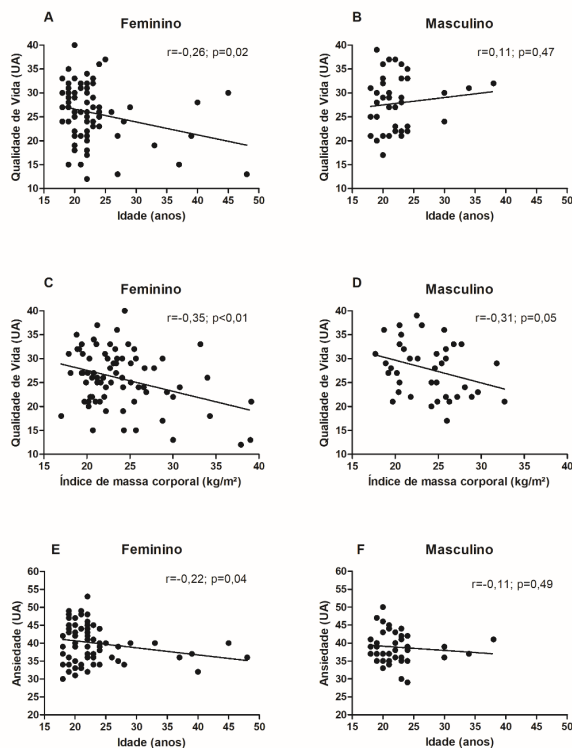 A
Feminino
r=-0,26; p=0,02
Qualidade de Vida (UA)
40
35
30
25
20
15
10
15 20 25 30 35 40 45 50
Idade (anos)
B
Masculino
r=0,11; p=0,47
Qualidade de Vida (UA)
40
35
30
25
20
15
10
15 20 25 30 35 40 45 50
Idade (anos)
C
Feminino
r=-0,35; p<0,01
Qualidade de Vida (UA)
40
35
30
25
20
15
10
15 20 25 30 35 40
Índice de massa corporal (kg/m²)
D
Masculino
r=-0,31; p=0,05
Qualidade de Vida (UA)
40
35
30
25
20
15
10
15 20 25 30 35 40
Índice de massa corporal (kg/m²)
E
Feminino
r=-0,22; p=0,04
Ansiedade (UA)
60
55
50
45
40
35
30
25
20
15 20 25 30 35 40 45 50
Idade (anos)
F
Masculino
r=-0,11; p=0,49
Ansiedade (UA)
60
55
50
45
40
35
30
25
20
15 20 25 30 35 40 45 50
Idade (anos)